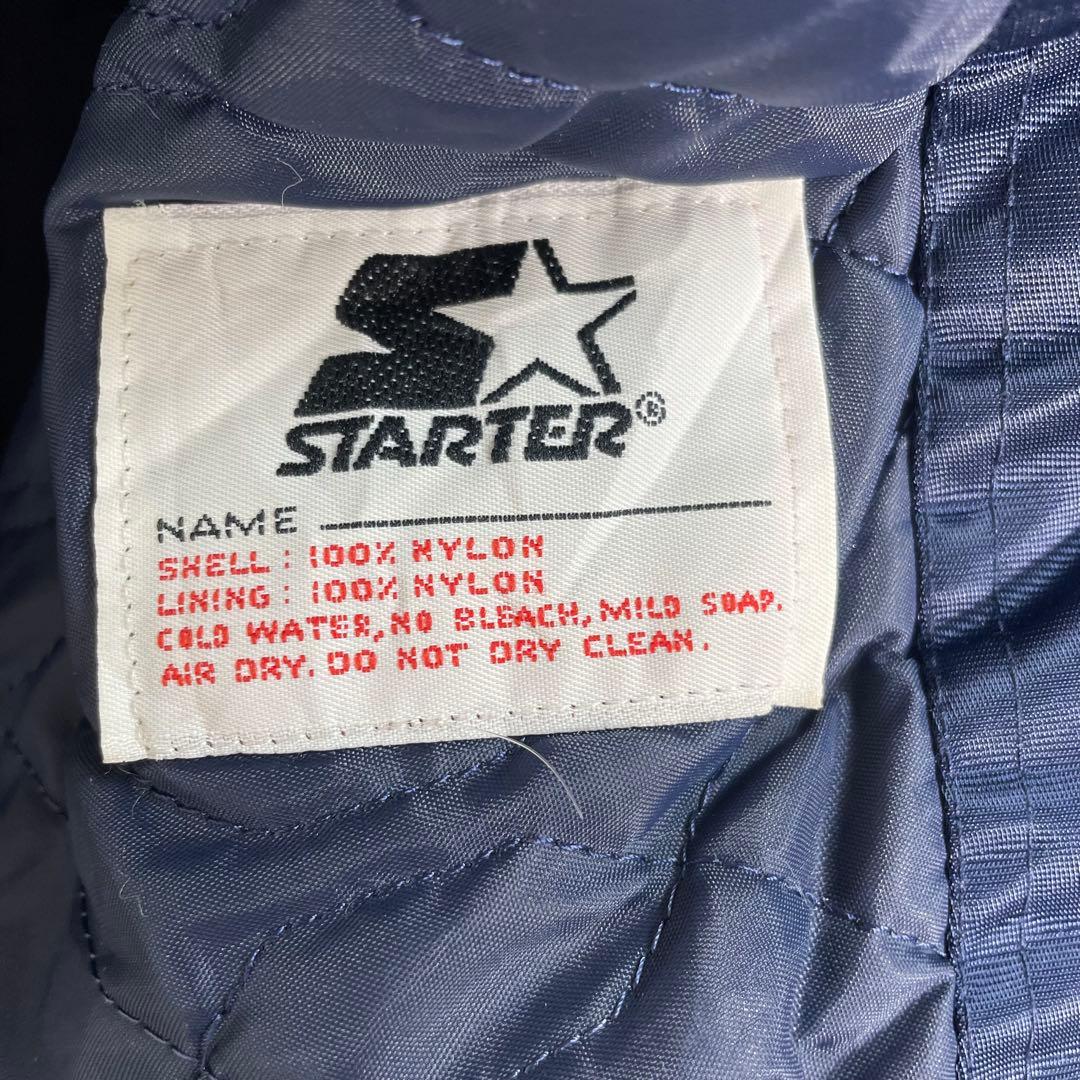 STARTER®
NAME
SHELL : 100% NYLON
LINING : 100% NYLON
COLD WATER, NO BLEACH, MILD SOAP.
AIR DRY. DO NOT DRY CLEAN.